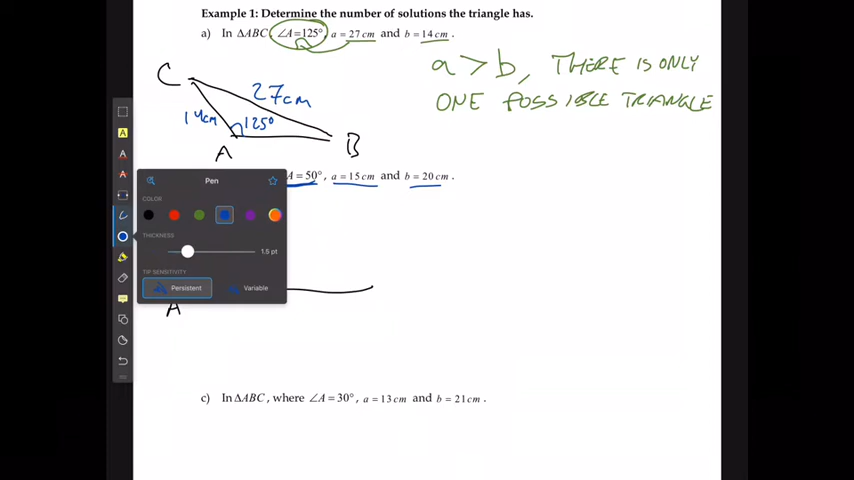 Example 1: Determine the number of solutions the triangle has.
a) In ΔABC, ∠A=125°, a = 27 cm and b = 14 cm .
a > b, THERE IS ONLY
ONE POSSIBLE TRIANGLE
C
27cm
14cm
125°
A
B
A = 50°, a = 15 cm and b = 20 cm .
Pen
COLOR
THICKNESS
1.5 pt
TIP SENSITIVITY
Persistent
Variable
A
c) In ΔABC, where ∠A = 30°, a = 13 cm and b = 21 cm .